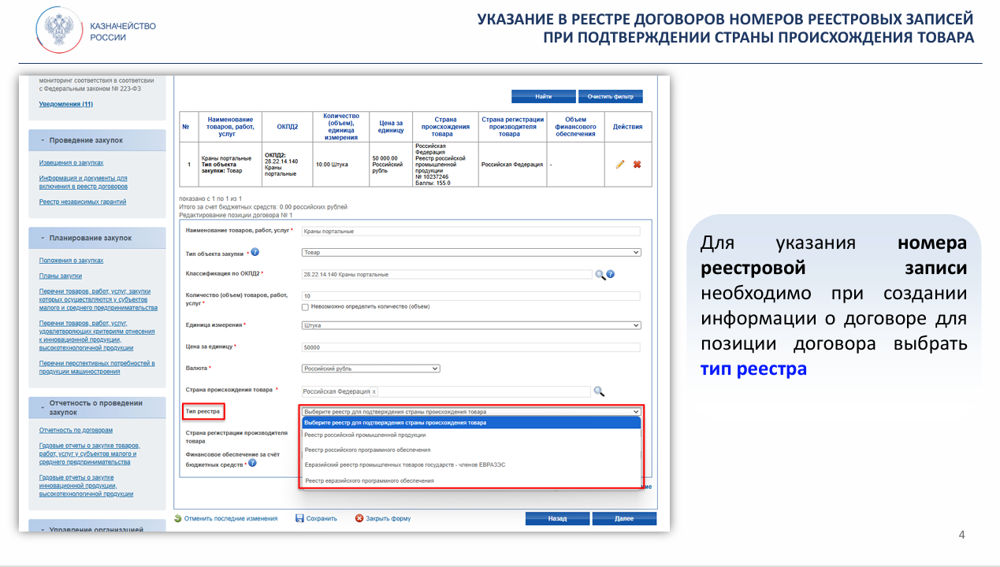 КАЗНАЧЕЙСТВО
РОССИИ
УКАЗАНИЕ В РЕЕСТРЕ ДОГОВОРОВ НОМЕРОВ РЕЕСТРОВЫХ ЗАПИСЕЙ
ПРИ ПОДТВЕРЖДЕНИИ СТРАНЫ ПРОИСХОЖДЕНИЯ ТОВАРА
мониторинг соответствия в соответсвии
с Федеральным законом № 223-ФЗ
Уведомления (11)
Проведение закупок
Извещения о закупках
Информация и документы для
включения в реестр договоров
Реестр независимых гарантий
Планирование закупок
Положения о закупках
Планы закупки
Перечни товаров, работ, услуг, закупки
которых осуществляются у субъектов
малого и среднего предпринимательства
Перечни товаров, работ, услуг,
удовлетворяющих критериям отнесения
к инновационной продукции,
высокотехнологичной продукции
Перечни перспективных потребностей в
продукции машиностроения
Отчетность о проведении
закупок
Отчетность по договорам
Годовые отчеты о закупке товаров,
работ, услуг у субъектов малого и
среднего предпринимательства
Годовые отчеты о закупке
инновационной продукции,
высокотехнологичной продукции
Управление организацией
Найти
Очистить фильтр
№
Наименование
товаров, работ,
услуг
ОКПД2
Количество
(объем),
единица
измерения
Цена за
единицу
Страна
происхождения
товара
Страна регистрации
производителя
товара
Объем
финансового
обеспечения
Действия
1
Краны портальные
Тип объекта
закупки: Товар
ОКПД2:
28.22.14.140
Краны
портальные
10.00 Штука
50 000.00
Российский
рубль
Российская
Федерация
Реестр российской
промышленной
продукции
№ 10237246
Баллы: 155.0
Российская Федерация
-
показано с 1 по 1 из 1
Итого за счет бюджетных средств: 0.00 российских рублей
Редактирование позиции договора № 1
Наименование товаров, работ, услуг *
Краны портальные
Тип объекта закупки *
Товар
Классификация по ОКПД2 *
28.22.14.140 Краны портальные
Количество (объем) товаров, работ,
услуг *
10
Невозможно определить количество (объем)
Единица измерения *
Штука
Цена за единицу *
50000
Валюта *
Российский рубль
Страна происхождения товара *
Российская Федерация x
Тип реестра
Выберите реестр для подтверждения страны происхождения товара
Выберите реестр для подтверждения страны происхождения товара
Реестр российской промышленной продукции
Реестр российского программного обеспечения
Евразийский реестр промышленных товаров государств - членов ЕВРАЗЭС
Реестр евразийского программного обеспечения
Страна регистрации производителя
товара
Финансовое обеспечение за счёт
бюджетных средств *
Отменить последние изменения
Сохранить
Закрыть форму
Назад
Далее
Для указания номера
реестровой записи
необходимо при создании
информации о договоре для
позиции договора выбрать
тип реестра
4